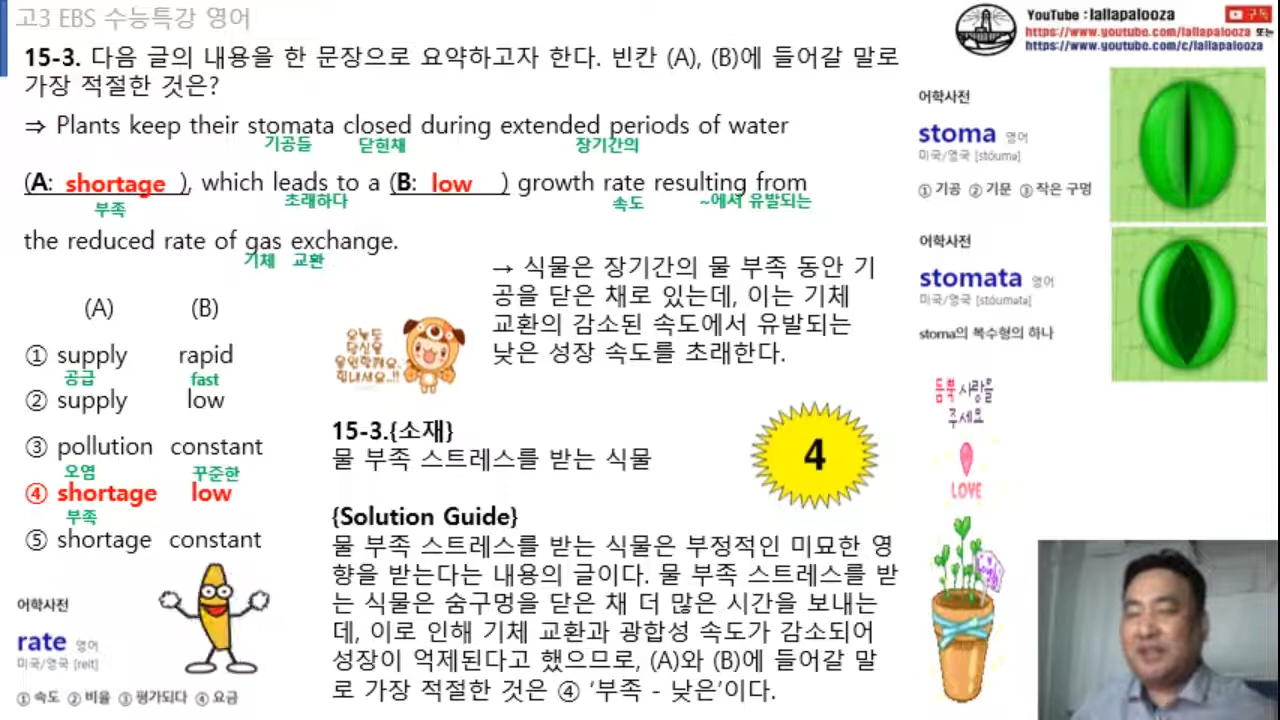 고3 EBS 수능특강 영어
15-3. 다음 글의 내용을 한 문장으로 요약하고자 한다. 빈칸 (A), (B)에 들어갈 말로
가장 적절한 것은?
⇒ Plants keep their stomata closed during extended periods of water
기공들 닫힌채 장기간의
(A: shortage ), which leads to a (B: low ) growth rate resulting from
부족 초래하다 속도 ~에서 유발되는
the reduced rate of gas exchange.
기체 교환
→ 식물은 장기간의 물 부족 동안 기
공을 닫은 채로 있는데, 이는 기체
교환의 감소된 속도에서 유발되는
낮은 성장 속도를 초래한다.
(A) (B)
① supply rapid
공급 fast
② supply low
③ pollution constant
오염 꾸준한
④ shortage low
부족
⑤ shortage constant
오늘도
당신을
응원할게요.
힘내세요..!!
15-3.{소재}
물 부족 스트레스를 받는 식물
4
{Solution Guide}
물 부족 스트레스를 받는 식물은 부정적인 미묘한 영
향을 받는다는 내용의 글이다. 물 부족 스트레스를 받
는 식물은 숨구멍을 닫은 채 더 많은 시간을 보내는
데, 이로 인해 기체 교환과 광합성 속도가 감소되어
성장이 억제된다고 했으므로, (A)와 (B)에 들어갈 말
로 가장 적절한 것은 ④ ‘부족 - 낮은’이다.
어학사전
rate 영어
미국/영국 [reit]
① 속도 ② 비율 ③ 평가되다 ④ 요금
YouTube : lallapalooza
구독
https://www.youtube.com/lallapalooza 또는
https://www.youtube.com/c/lallapalooza
어학사전
stoma 영어
미국/영국 [stóumə]
① 기공 ② 기문 ③ 작은 구멍
어학사전
stomata 영어
미국/영국 [stóumətə]
stoma의 복수형의 하나
듬뿍 사랑을
주세요
LOVE